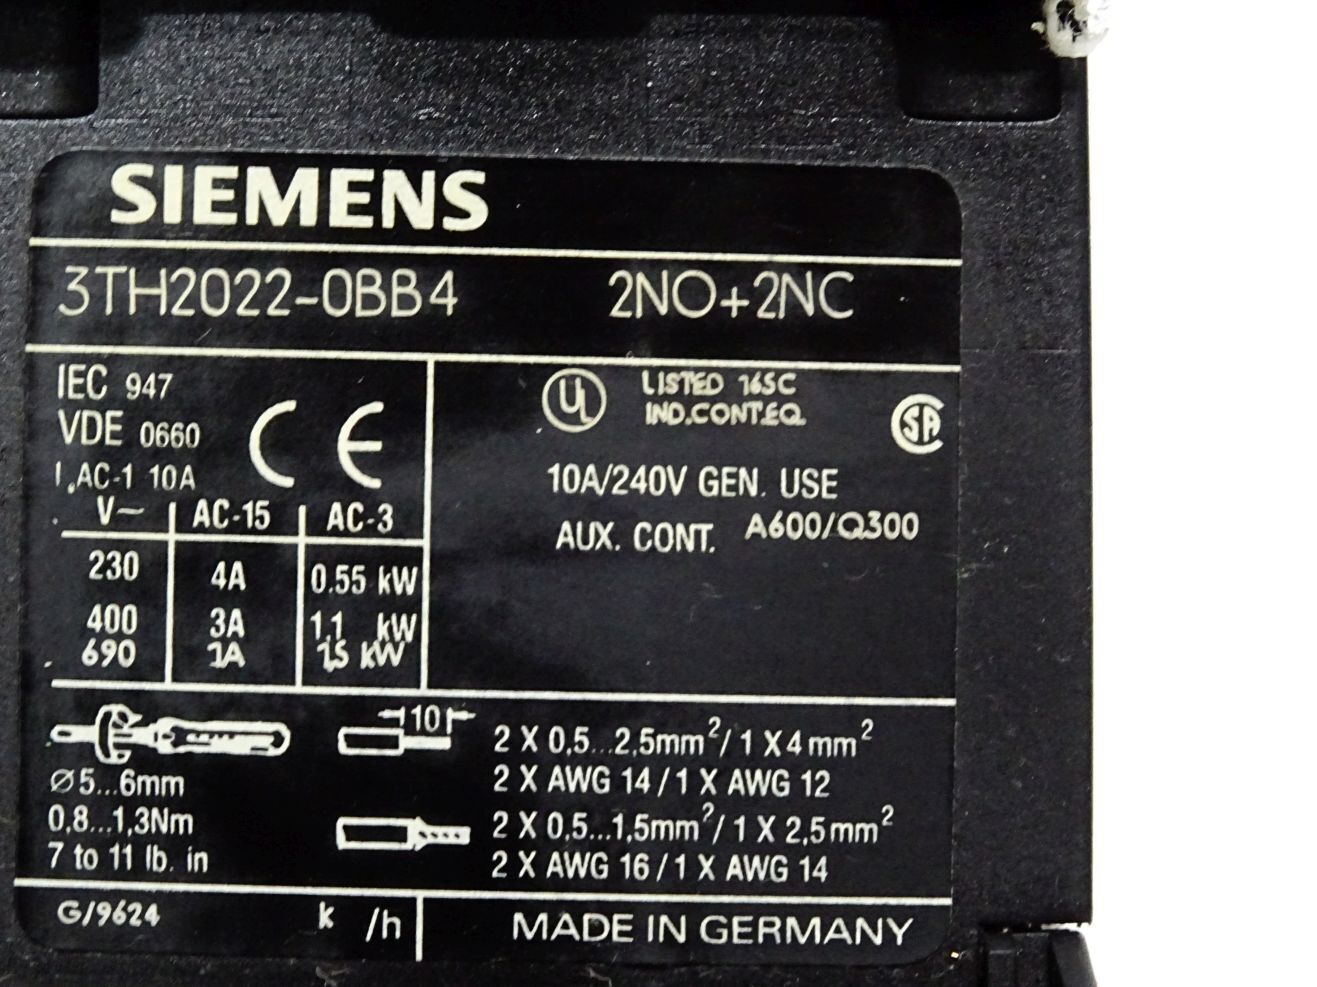 SIEMENS
3TH2022-0BB4 2NO+2NC
IEC 947
VDE 0660
CE
AC-1 10A
V~ AC-15 AC-3
230 4A 0.55 kW
400 3A 1,1 kW
690 1A 1,5 kW
UL LISTED 165C
IND.CONT.EQ.
SA
10A/240V GEN. USE
AUX. CONT. A600/Q300
10
Ø5...6mm
0,8...1,3Nm
7 to 11 lb. in
2 X 0,5...2,5mm²/1 X 4mm²
2 X AWG 14/1 X AWG 12
2 X 0,5...1,5mm²/1 X 2,5mm²
2 X AWG 16/1 X AWG 14
G/9624 k /h MADE IN GERMANY